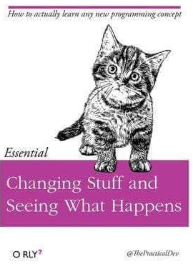 How to actually learn any new programming concept
Essential
Changing Stuff and
Seeing What Happens
O RLY?
@ThePracticalDev